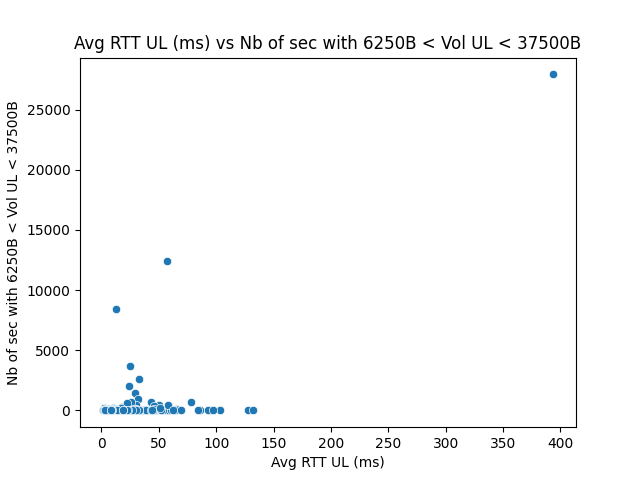 Avg RTT UL (ms) vs Nb of sec with 6250B < Vol UL < 37500B
Nb of sec with 6250B < Vol UL < 37500B
25000
20000
15000
10000
5000
0
0 50 100 150 200 250 300 350 400
Avg RTT UL (ms)